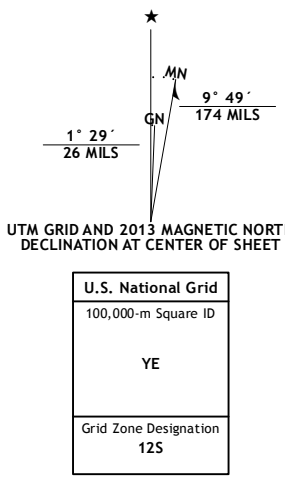 ★
MN
GN
9° 49´
174 MILS
1° 29´
26 MILS
UTM GRID AND 2013 MAGNETIC NORT
DECLINATION AT CENTER OF SHEET
U.S. National Grid
100,000-m Square ID
YE
Grid Zone Designation
12S